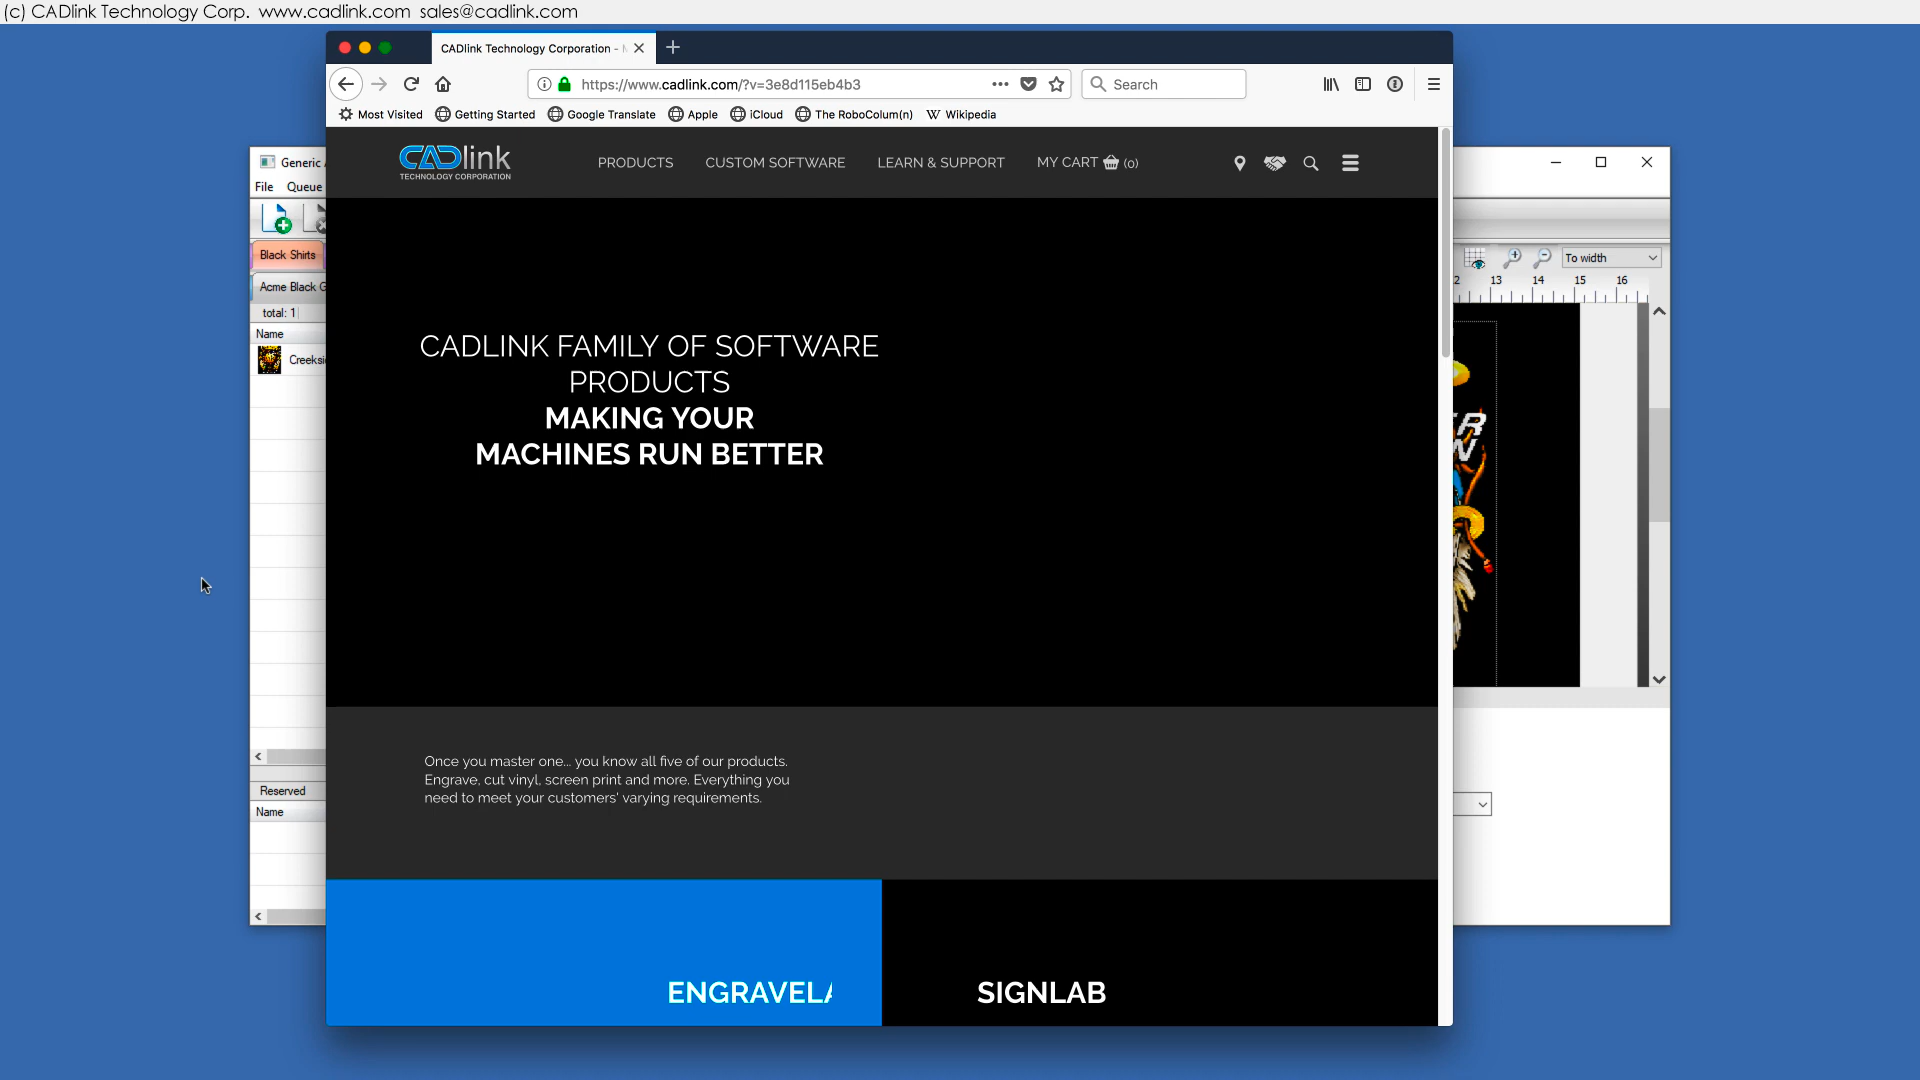 (c) CADlink Technology Corp. www.cadlink.com sales@cadlink.com
CADlink Technology Corporation -
https://www.cadlink.com/?v=3e8d115eb4b3
Search
Most Visited
Getting Started
Google Translate
Apple
iCloud
The RoboColum(n)
W Wikipedia
CADlink
TECHNOLOGY CORPORATION
PRODUCTS
CUSTOM SOFTWARE
LEARN & SUPPORT
MY CART (0)
Generic
File Queue
Black Shirts
Acme Black G
total: 1
Name
Creeksi
To width
12 13 14 15 16
CADLINK FAMILY OF SOFTWARE
PRODUCTS
MAKING YOUR
MACHINES RUN BETTER
Once you master one... you know all five of our products.
Engrave, cut vinyl, screen print and more. Everything you
need to meet your customers' varying requirements.
Reserved
Name
ENGRAVELA
SIGNLAB